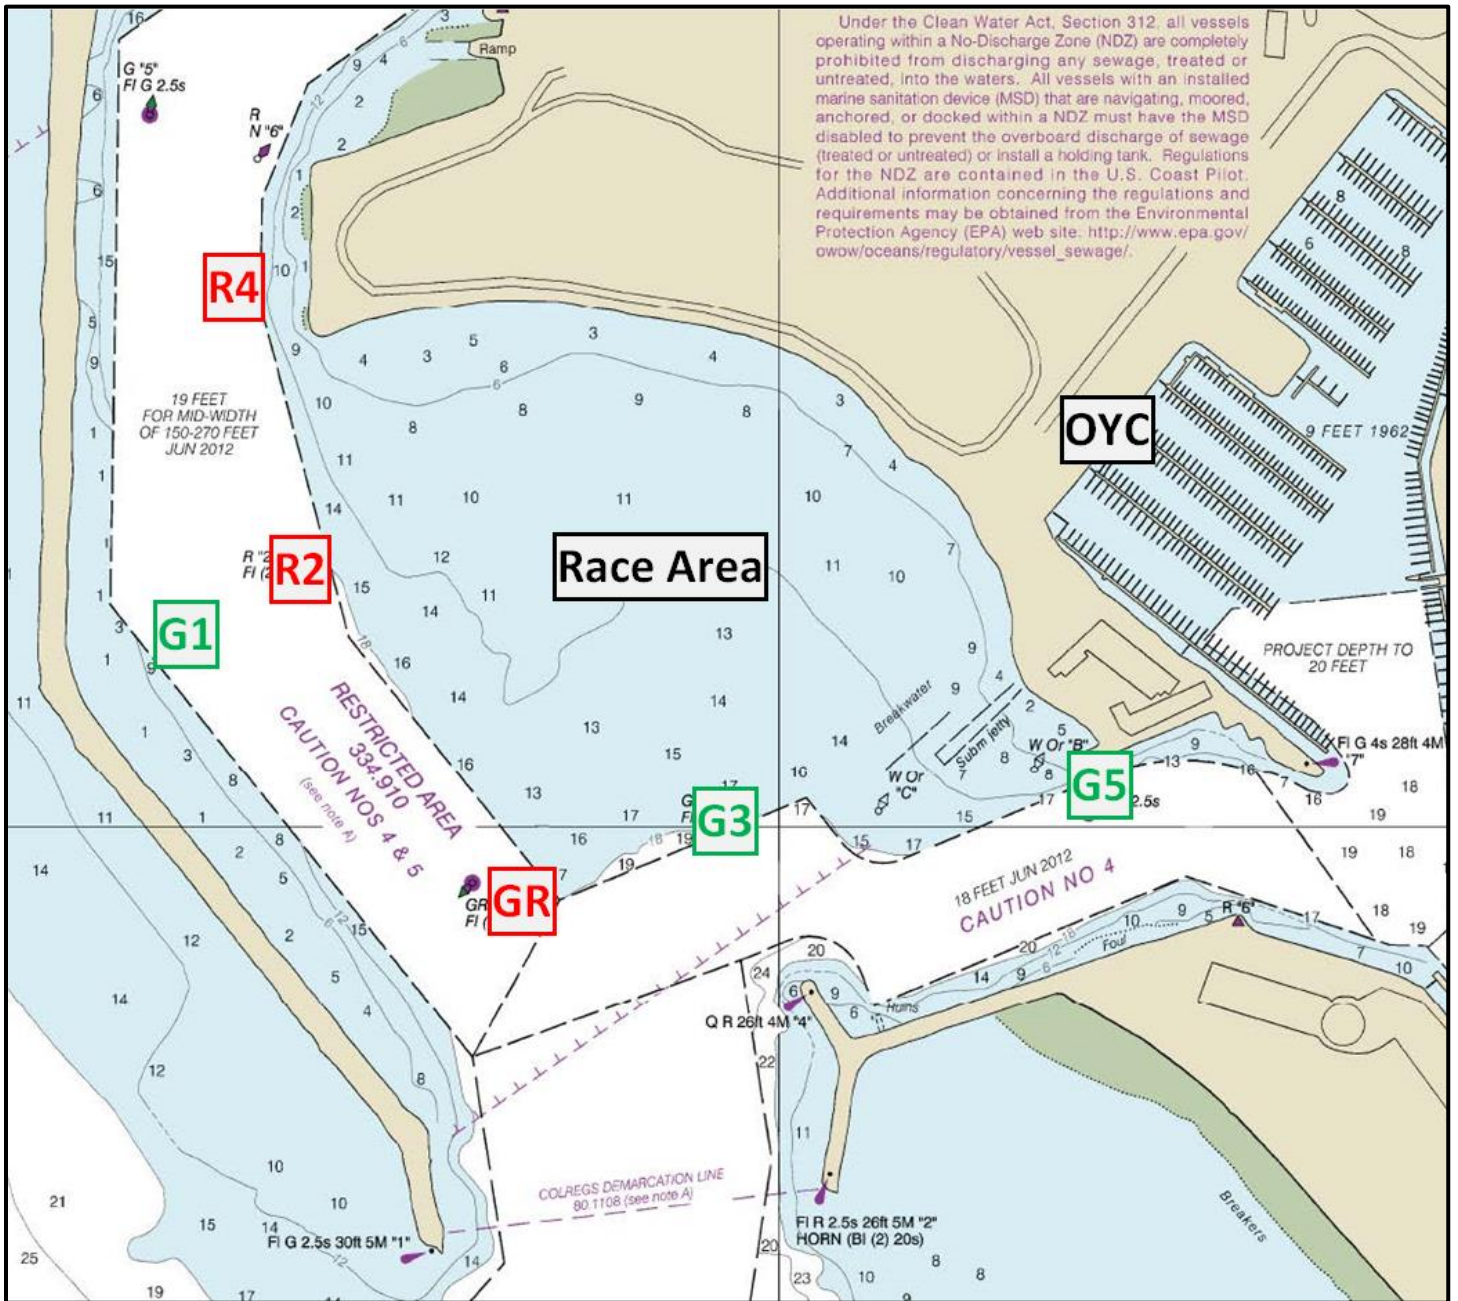 Under the Clean Water Act, Section 312, all vessels
operating within a No-Discharge Zone (NDZ) are completely
prohibited from discharging any sewage, treated or
untreated, into the waters. All vessels with an installed
marine sanitation device (MSD) that are navigating, moored,
anchored, or docked within a NDZ must have the MSD
disabled to prevent the overboard discharge of sewage
(treated or untreated) or install a holding tank. Regulations
for the NDZ are contained in the U.S. Coast Pilot.
Additional information concerning the regulations and
requirements may be obtained from the Environmental
Protection Agency (EPA) web site: http://www.epa.gov/
owow/oceans/regulatory/vessel_sewage/.
Ramp
G "5"
Fl G 2.5s
R
N "6"
R4
19 FEET
FOR MID-WIDTH
OF 150-270 FEET
JUN 2012
OYC
9 FEET 1962
R "2
Fl (2
R2
Race Area
G1
PROJECT DEPTH TO
20 FEET
RESTRICTED AREA
334.910
CAUTION NOS 4 & 5
(see note A)
Breakwater
Subm jetty
W Or "B"
W Or
"C"
Fl G 4s 28ft 4M
"7"
G5
2.5s
G3
GR
Fl (
GR
18 FEET JUN 2012
CAUTION NO 4
R "6"
Foul
Ruins
Q R 26ft 4M "4"
COLREGS DEMARCATION LINE
80.1108 (see note A)
Fl G 2.5s 30ft 5M "1"
Fl R 2.5s 26ft 5M "2"
HORN (Bl (2) 20s)
Breakers